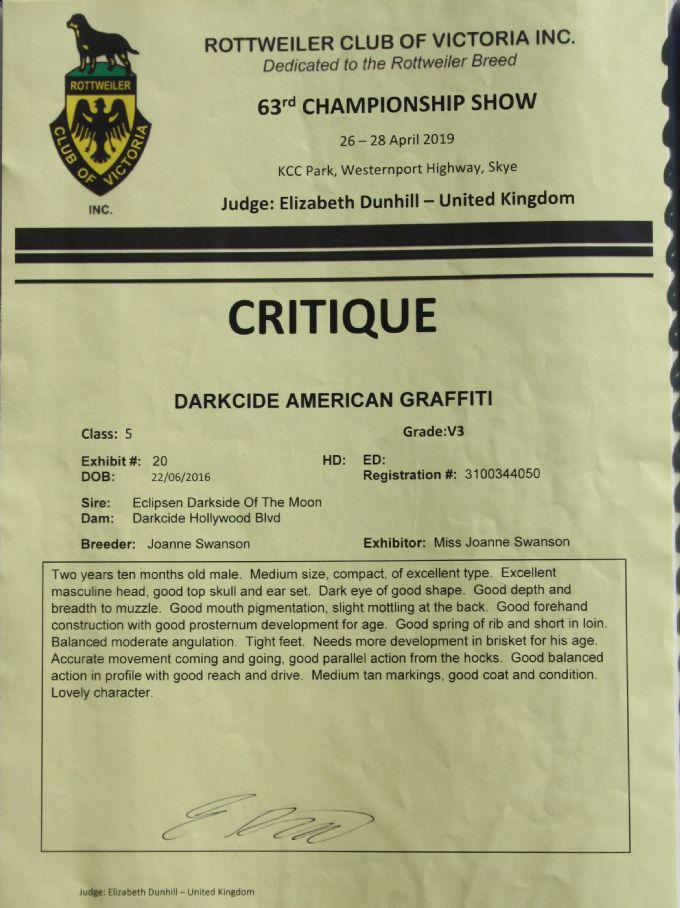 ROTTWEILER CLUB OF VICTORIA INC.
Dedicated to the Rottweiler Breed
63rd CHAMPIONSHIP SHOW
26 – 28 April 2019
KCC Park, Westernport Highway, Skye
Judge: Elizabeth Dunhill – United Kingdom
ROTTWEILER
CLUB OF VICTORIA
INC.
CRITIQUE
DARKCIDE AMERICAN GRAFFITI
Class: 5 Grade:V3
Exhibit #: 20 HD: ED:
DOB: 22/06/2016 Registration #: 3100344050
Sire: Eclipsen Darkside Of The Moon
Dam: Darkcide Hollywood Blvd
Breeder: Joanne Swanson Exhibitor: Miss Joanne Swanson
Two years ten months old male. Medium size, compact, of excellent type. Excellent
masculine head, good top skull and ear set. Dark eye of good shape. Good depth and
breadth to muzzle. Good mouth pigmentation, slight mottling at the back. Good forehand
construction with good prosternum development for age. Good spring of rib and short in loin.
Balanced moderate angulation. Tight feet. Needs more development in brisket for his age.
Accurate movement coming and going, good parallel action from the hocks. Good balanced
action in profile with good reach and drive. Medium tan markings, good coat and condition.
Lovely character.
Judge: Elizabeth Dunhill – United Kingdom